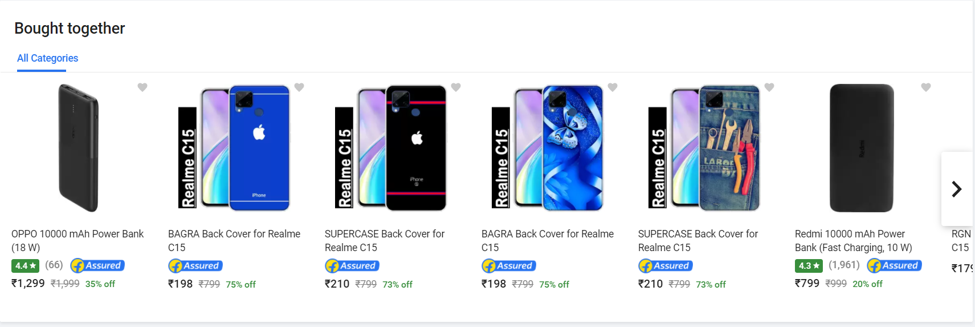 Bought together
All Categories
Realme C15
iPhone
Realme C15
iPhone
Realme C15
Realme C15
OPPO 10000 mAh Power Bank
(18 W)
4.4 ★ (66) Assured
₹1,299 ₹1,999 35% off
BAGRA Back Cover for Realme
C15
Assured
₹198 ₹799 75% off
SUPERCASE Back Cover for
Realme C15
Assured
₹210 ₹799 73% off
BAGRA Back Cover for Realme
C15
Assured
₹198 ₹799 75% off
SUPERCASE Back Cover for
Realme C15
Assured
₹210 ₹799 73% off
Redmi 10000 mAh Power
Bank (Fast Charging, 10 W)
4.3 ★ (1,961) Assured
₹799 ₹999 20% off
RGN
C15